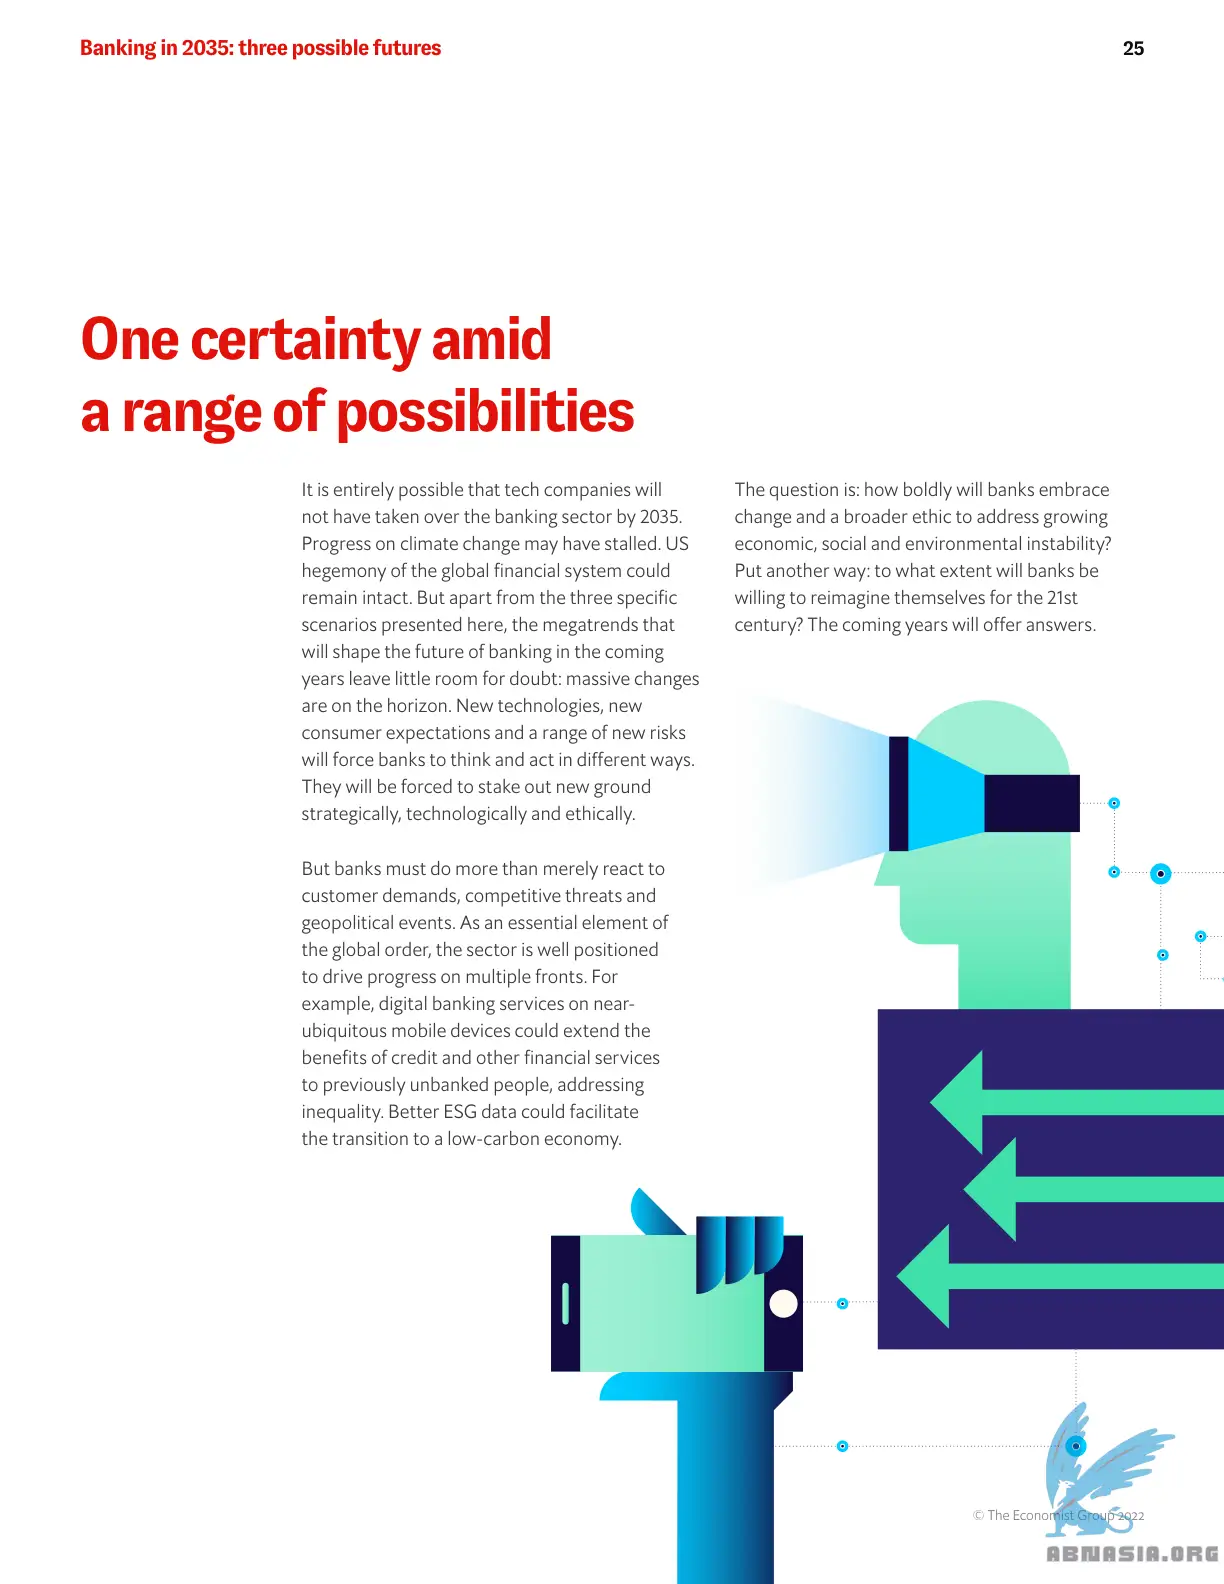 Banking in 2035: three possible futures
25
One certainty amid
a range of possibilities
It is entirely possible that tech companies will
not have taken over the banking sector by 2035.
Progress on climate change may have stalled. US
hegemony of the global financial system could
remain intact. But apart from the three specific
scenarios presented here, the megatrends that
will shape the future of banking in the coming
years leave little room for doubt: massive changes
are on the horizon. New technologies, new
consumer expectations and a range of new risks
will force banks to think and act in different ways.
They will be forced to stake out new ground
strategically, technologically and ethically.
But banks must do more than merely react to
customer demands, competitive threats and
geopolitical events. As an essential element of
the global order, the sector is well positioned
to drive progress on multiple fronts. For
example, digital banking services on near-
ubiquitous mobile devices could extend the
benefits of credit and other financial services
to previously unbanked people, addressing
inequality. Better ESG data could facilitate
the transition to a low-carbon economy.
The question is: how boldly will banks embrace
change and a broader ethic to address growing
economic, social and environmental instability?
Put another way: to what extent will banks be
willing to reimagine themselves for the 21st
century? The coming years will offer answers.
© The Economist Group 2022
ABNASIA.ORG